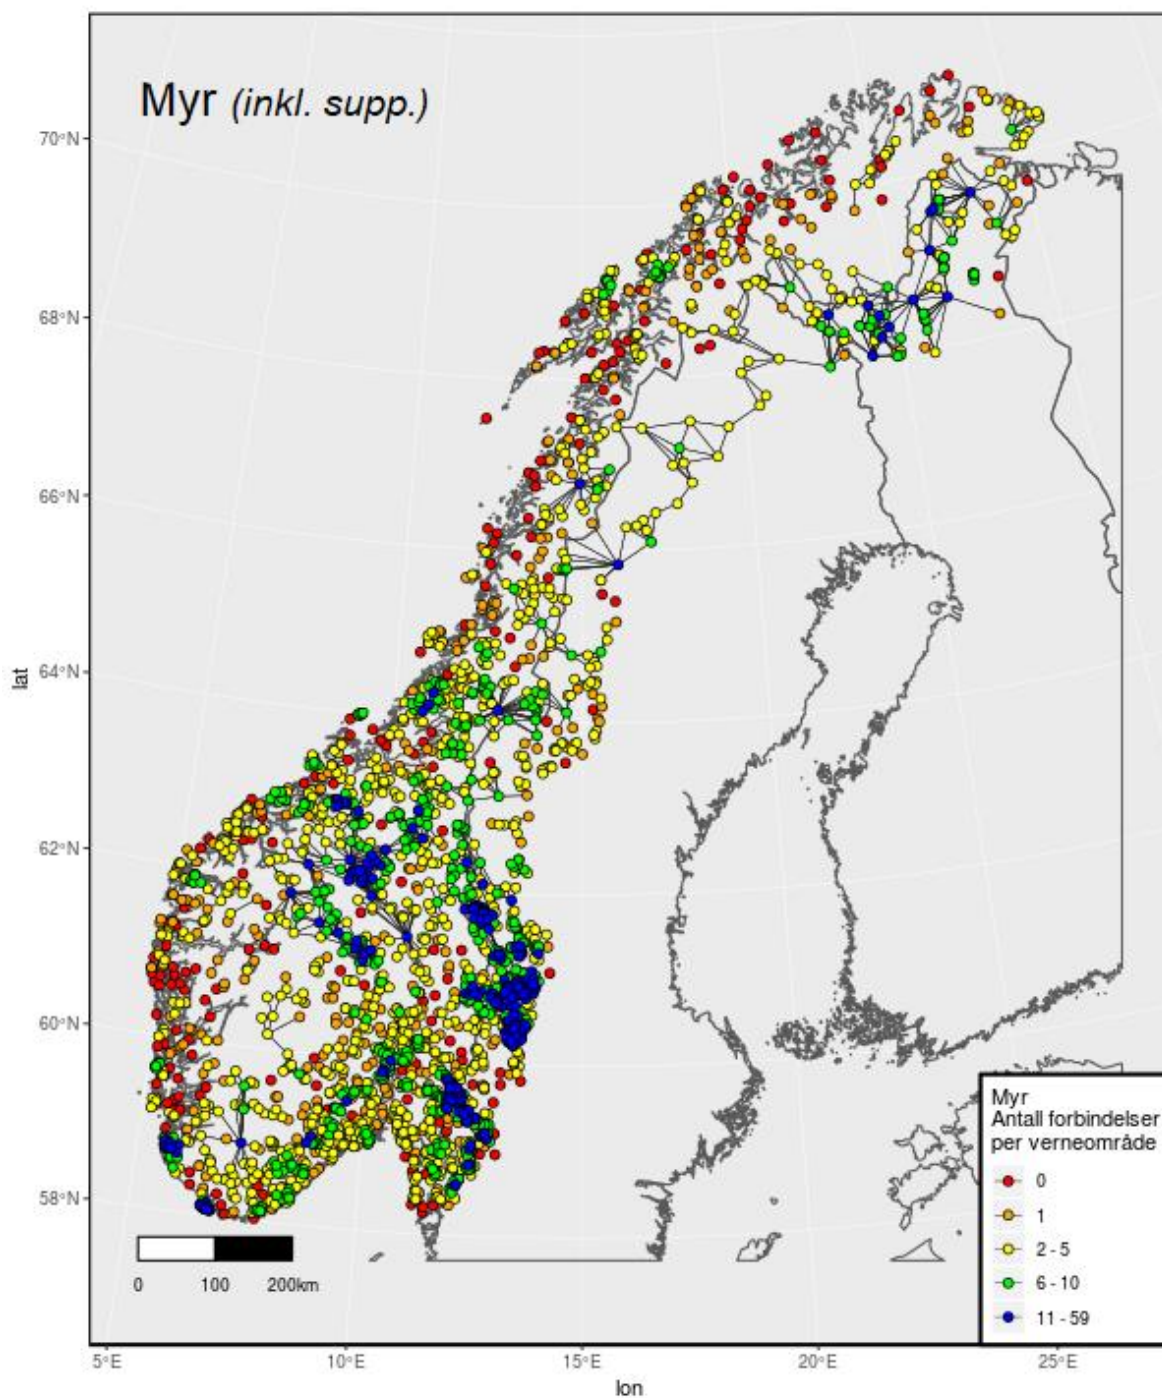 Myr (inkl. supp.)
70°N
68°N
66°N
64°N
62°N
60°N
58°N
lat
0 100 200km
Myr
Antall forbindelser
per verneområde
0
1
2 - 5
6 - 10
11 - 59
5°E 10°E 15°E 20°E 25°E
lon